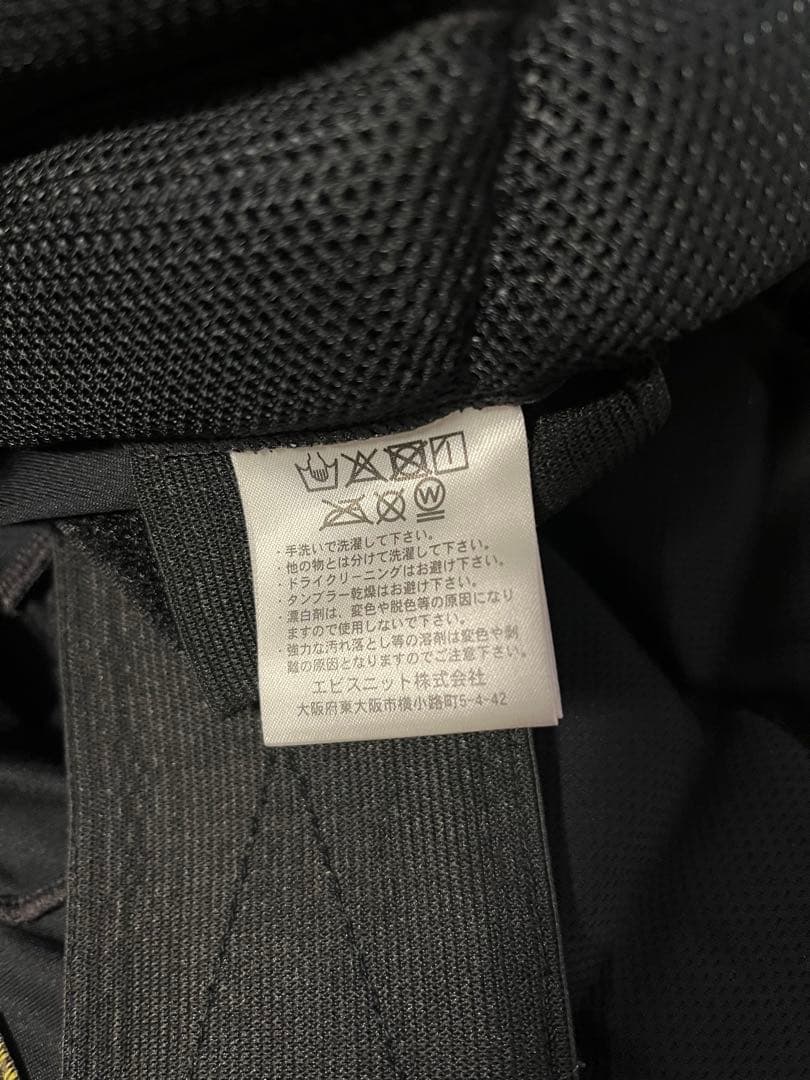 W
・手洗いで洗濯して下さい。
・他の物とは分けて洗濯して下さい。
・ドライクリーニングはお避け下さい。
・タンブラー乾燥はお避け下さい。
・漂白剤は、変色や脱色等の原因になり
ますので使用しないで下さい。
・強力な汚れ落とし等の溶剤は変色や剥
離の原因となりますのでご注意下さい。
エビスニット株式会社
大阪府東大阪市横小路町5-4-42